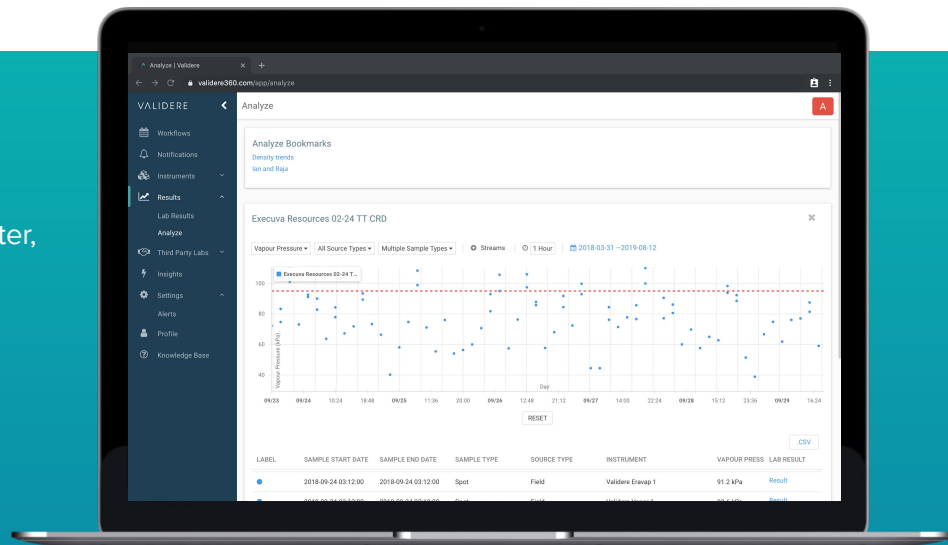 ter,
Analyze | Validere
validere360.com/app/analyze
VALIDERE
Analyze
A
Workflows
Notifications
Instruments
Results
Lab Results
Analyze
Third Party Labs
Insights
Settings
Alerts
Profile
Knowledge Base
Analyze Bookmarks
Density trends
Ian and Raja
Execuva Resources 02-24 TT CRD
Vapour Pressure All Source Types Multiple Sample Types Streams 1 Hour 2018-03-31 –2019-08-12
Execuva Resources 02-24 T...
100
80
60
40
Vapour Pressure (kPa)
Day
09/23 09/24 10:24 18:48 09/25 11:36 20:00 09/26 12:48 21:12 09/27 14:00 22:24 09/28 15:12 23:36 09/29 16:24
RESET
.CSV
LABEL SAMPLE START DATE SAMPLE END DATE SAMPLE TYPE SOURCE TYPE INSTRUMENT VAPOUR PRESS LAB RESULT
2018-09-24 03:12:00 2018-09-24 03:12:00 Spot Field Validere Eravap 1 91.2 kPa Result